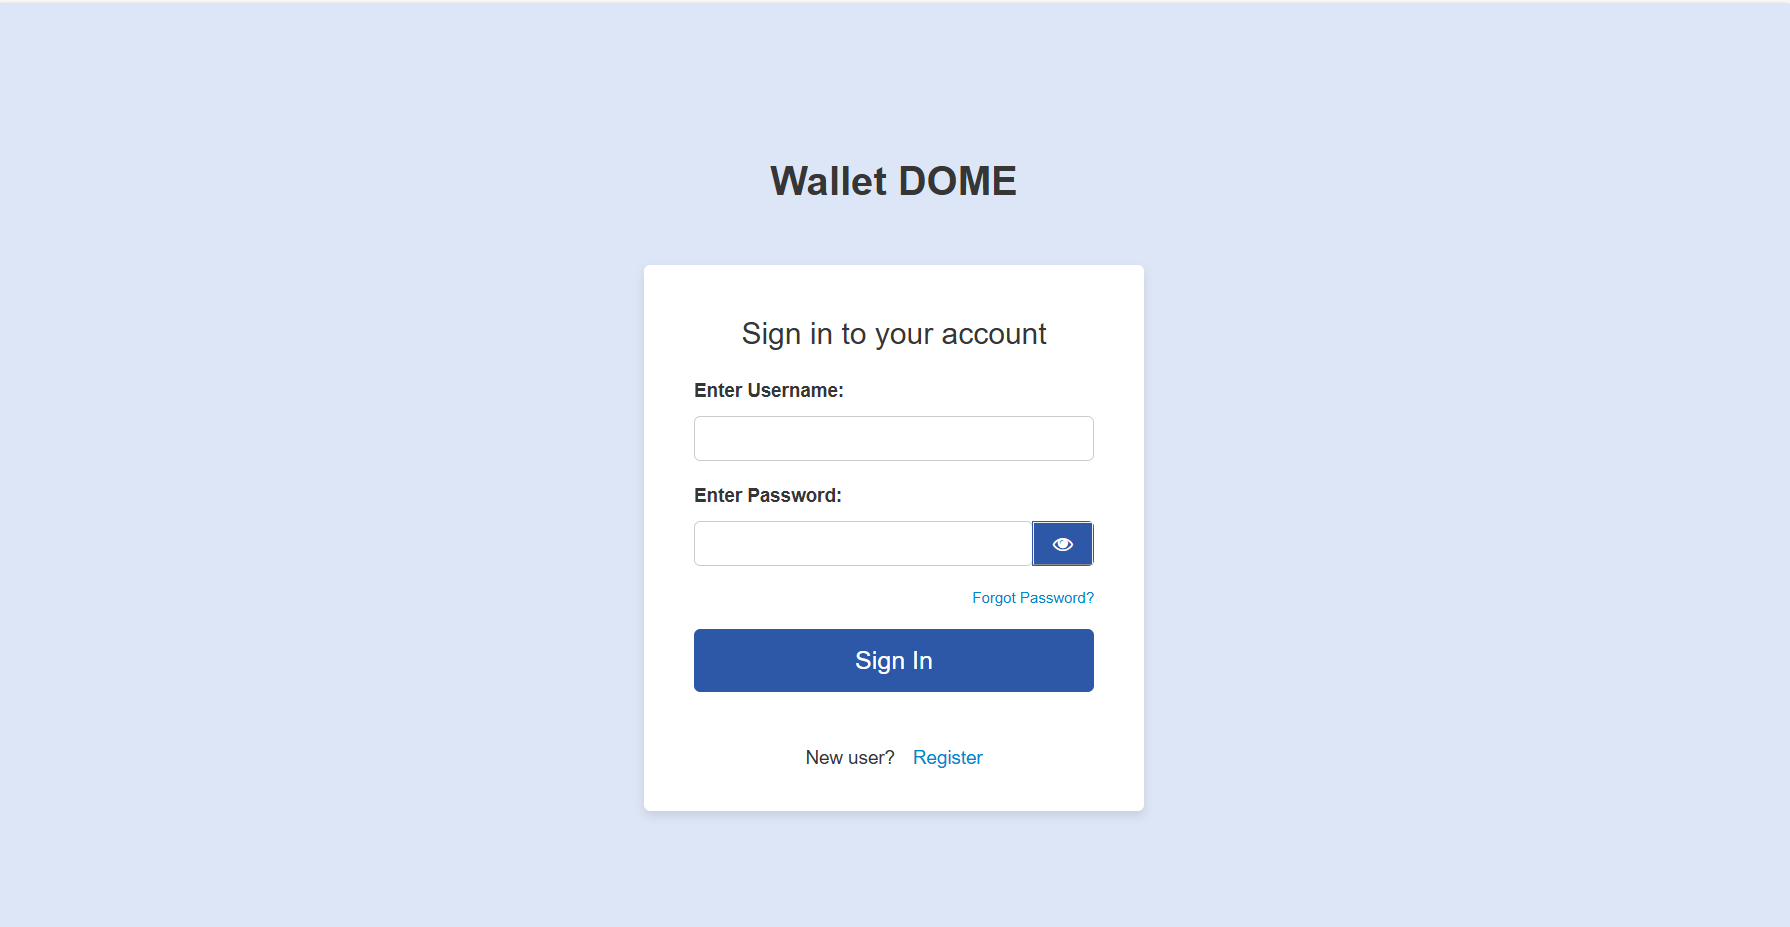 Wallet DOME
Sign in to your account
Enter Username:
Enter Password:
Forgot Password?
Sign In
New user? Register